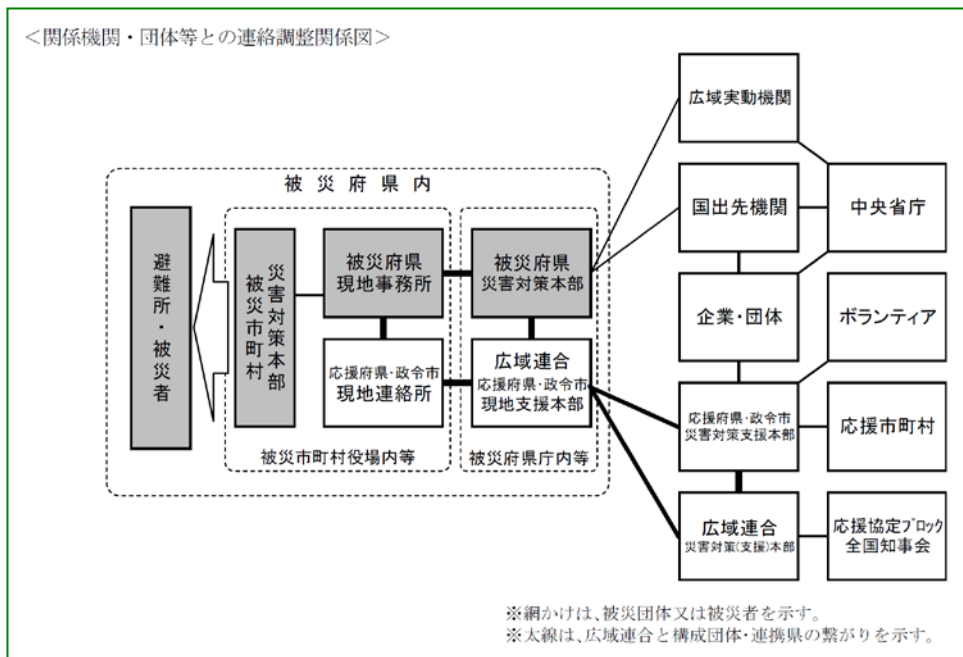 ＜関係機関・団体等との連絡調整関係図＞
被災府県内
避難所・被災者
被災市町村
災害対策本部
被災府県
現地事務所
応援府県・政令市
現地連絡所
被災市町村役場内等
被災府県
災害対策本部
広域連合
応援府県・政令市
現地支援本部
被災府県庁内等
広域実動機関
国出先機関
中央省庁
企業・団体
ボランティア
応援府県・政令市
災害対策支援本部
応援市町村
広域連合
災害対策(支援)本部
応援協定ブロック
全国知事会
※網かけは、被災団体又は被災者を示す。
※太線は、広域連合と構成団体・連携県の繋がりを示す。